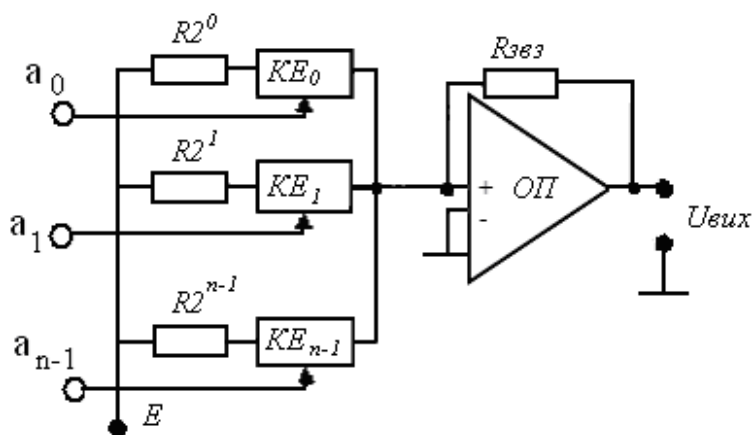 R2⁰
KE₀
a₀
Rзвз
R2¹
KE₁
a₁
+
-
ОП
Uвих
R2ⁿ⁻¹
KEₙ₋₁
aₙ₋₁
E